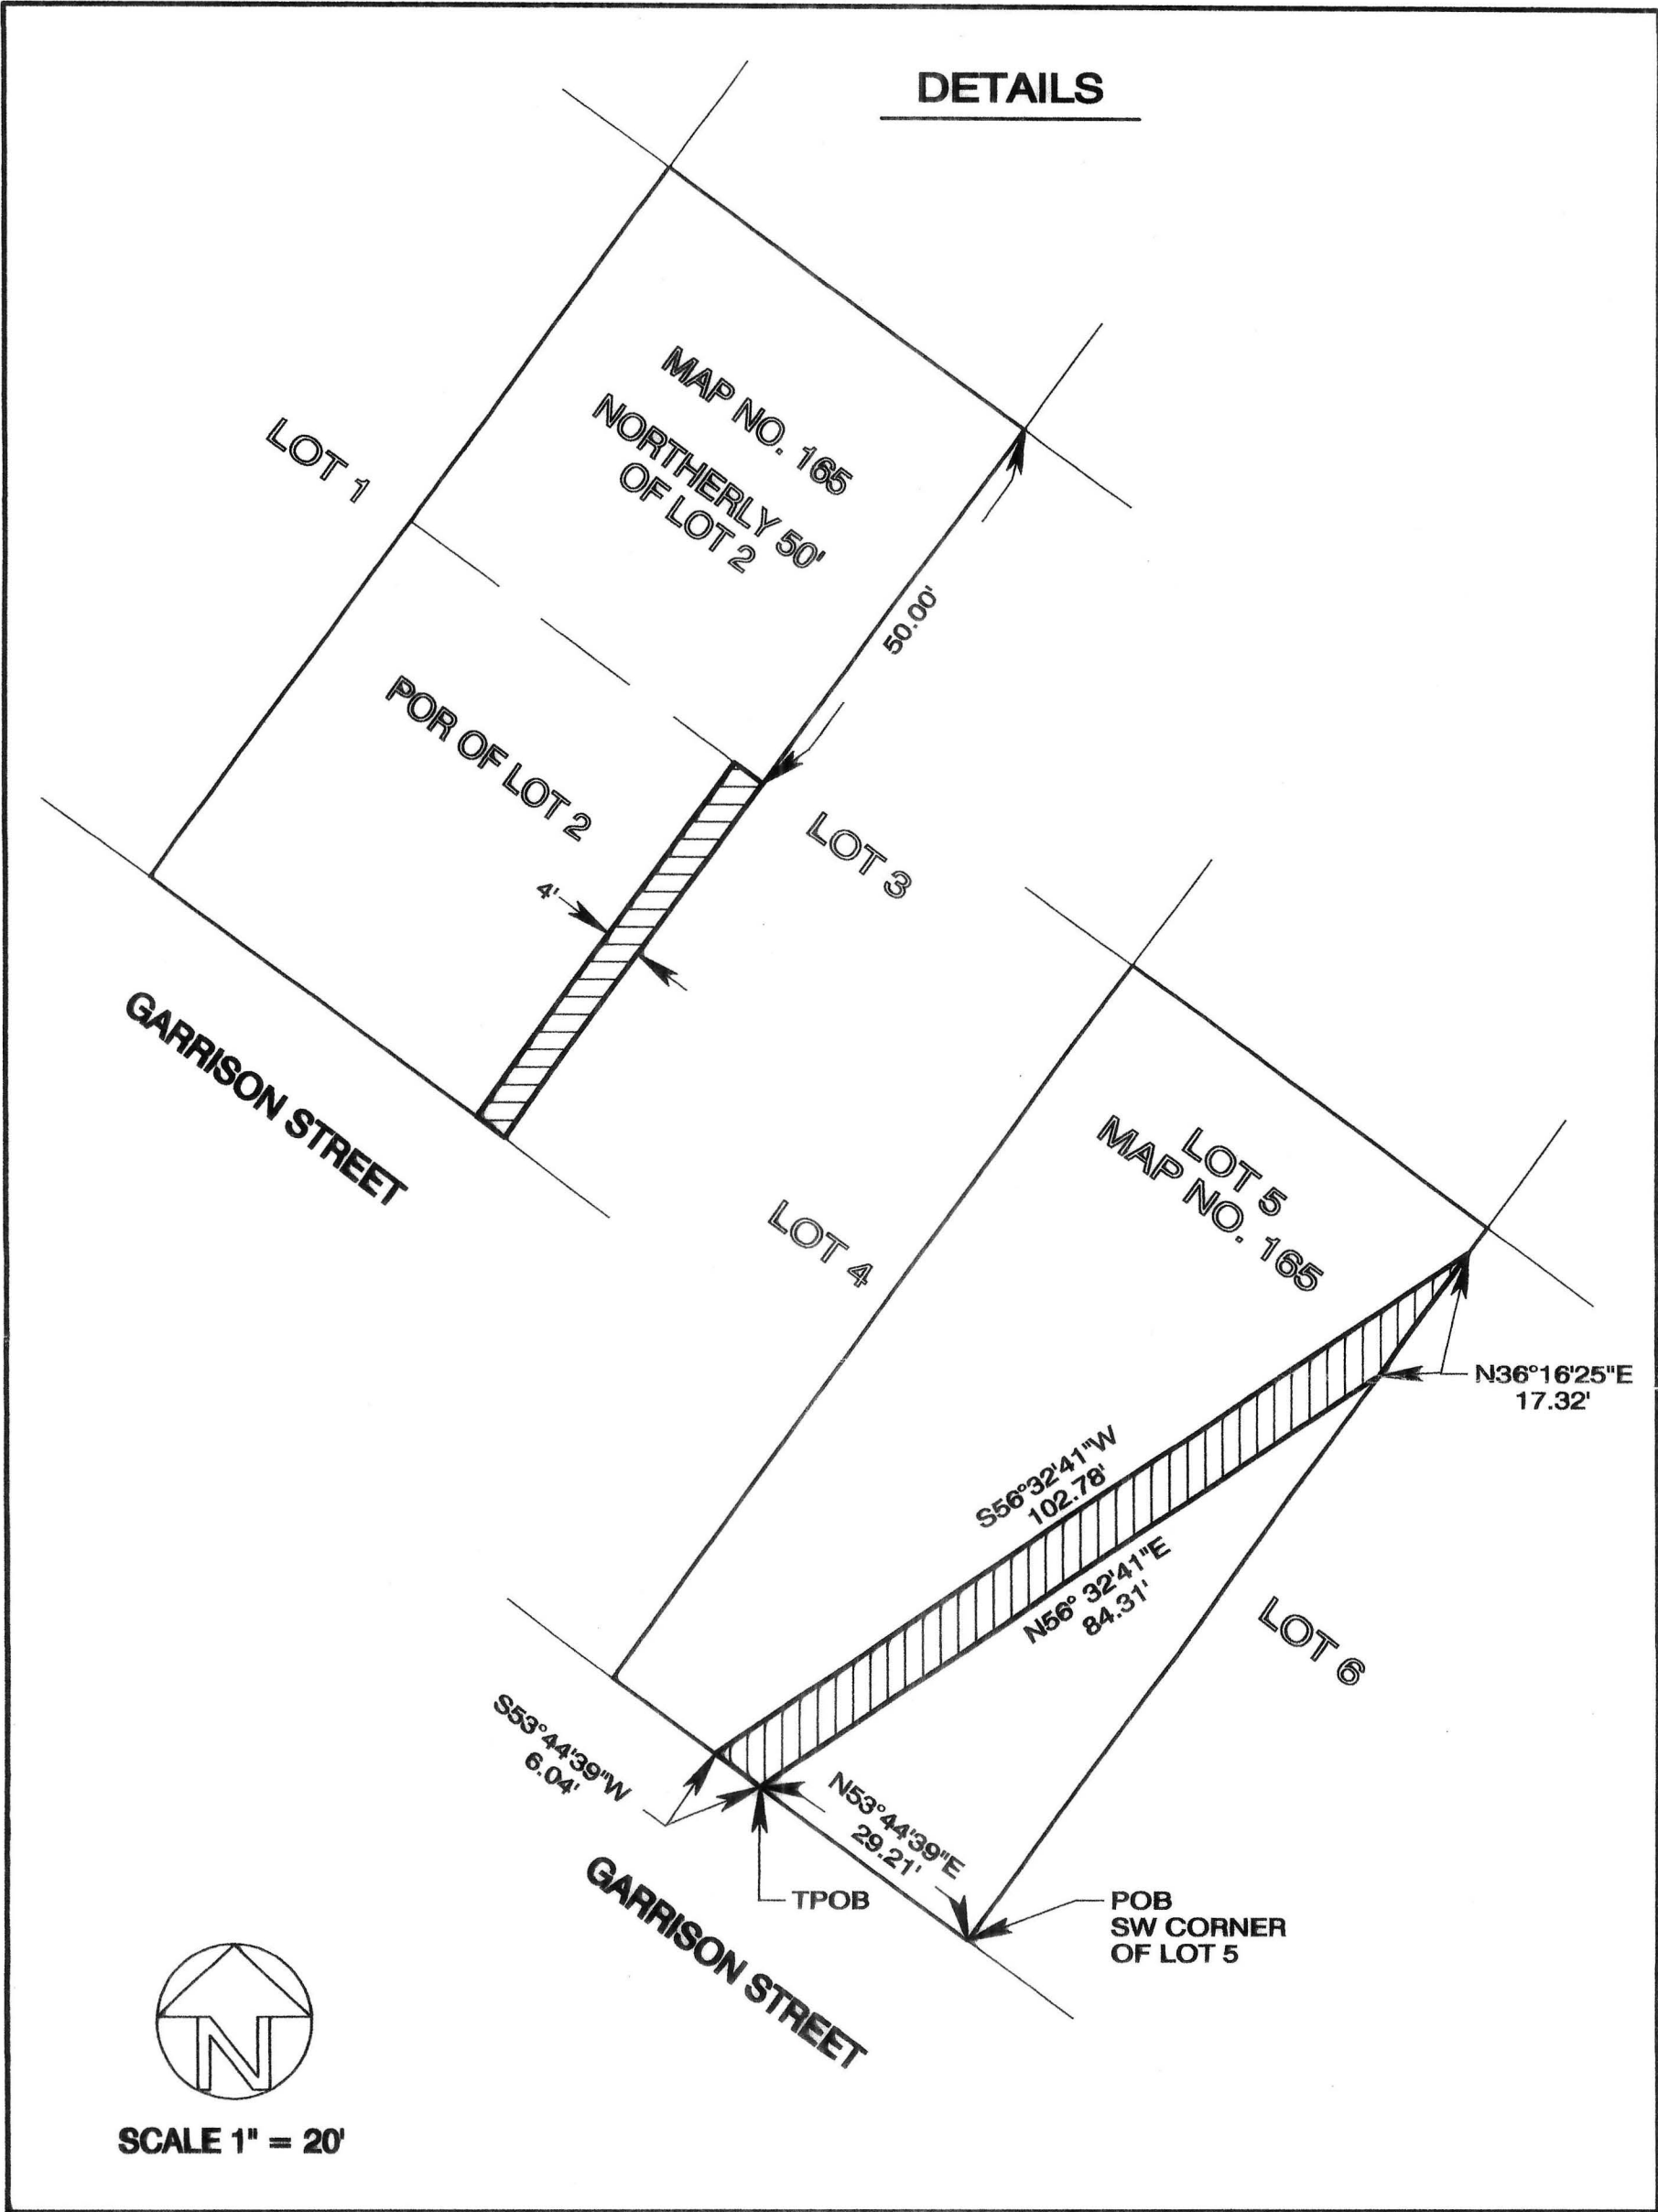 DETAILS
MAP NO. 165
NORTHERLY 50'
OF LOT 2
LOT 1
50.00'
POR OF LOT 2
LOT 3
4'
GARRISON STREET
LOT 5
MAP NO. 165
LOT 4
N36°16'25"E
17.32'
S56°32'41"W
102.78'
N56° 32'41"E
84.31'
LOT 6
S53°44'39"W
6.04'
N53°44'39"E
29.21'
TPOB
POB
SW CORNER
OF LOT 5
GARRISON STREET
N
SCALE 1" = 20'